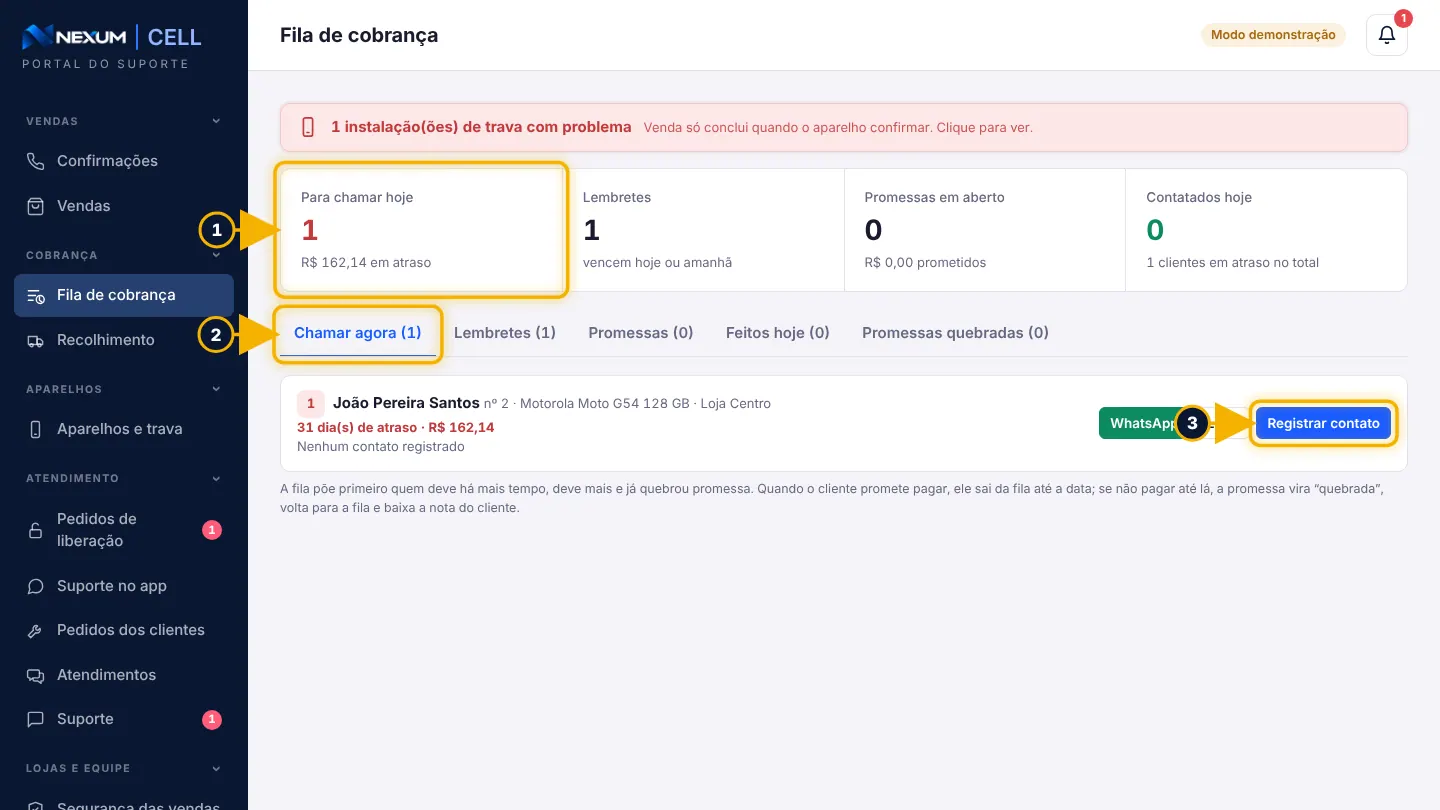 NEXUM | CELL
PORTAL DO SUPORTE
VENDAS
Confirmações
Vendas
COBRANÇA
Fila de cobrança
Recolhimento
APARELHOS
Aparelhos e trava
ATENDIMENTO
Pedidos de
liberação
1
Suporte no app
Pedidos dos clientes
Atendimentos
Suporte
1
LOJAS E EQUIPE
Segurança das vendas
Fila de cobrança
Modo demonstração
1
1 instalação(ões) de trava com problema Venda só conclui quando o aparelho confirmar. Clique para ver.
1
Para chamar hoje
1
R$ 162,14 em atraso
Lembretes
1
vencem hoje ou amanhã
Promessas em aberto
0
R$ 0,00 prometidos
Contatados hoje
0
1 clientes em atraso no total
2
Chamar agora (1) Lembretes (1) Promessas (0) Feitos hoje (0) Promessas quebradas (0)
1 João Pereira Santos nº 2 · Motorola Moto G54 128 GB · Loja Centro
31 dia(s) de atraso · R$ 162,14
Nenhum contato registrado
WhatsApp
3
Registrar contato
A fila põe primeiro quem deve há mais tempo, deve mais e já quebrou promessa. Quando o cliente promete pagar, ele sai da fila até a data; se não pagar até lá, a promessa vira “quebrada”,
volta para a fila e baixa a nota do cliente.